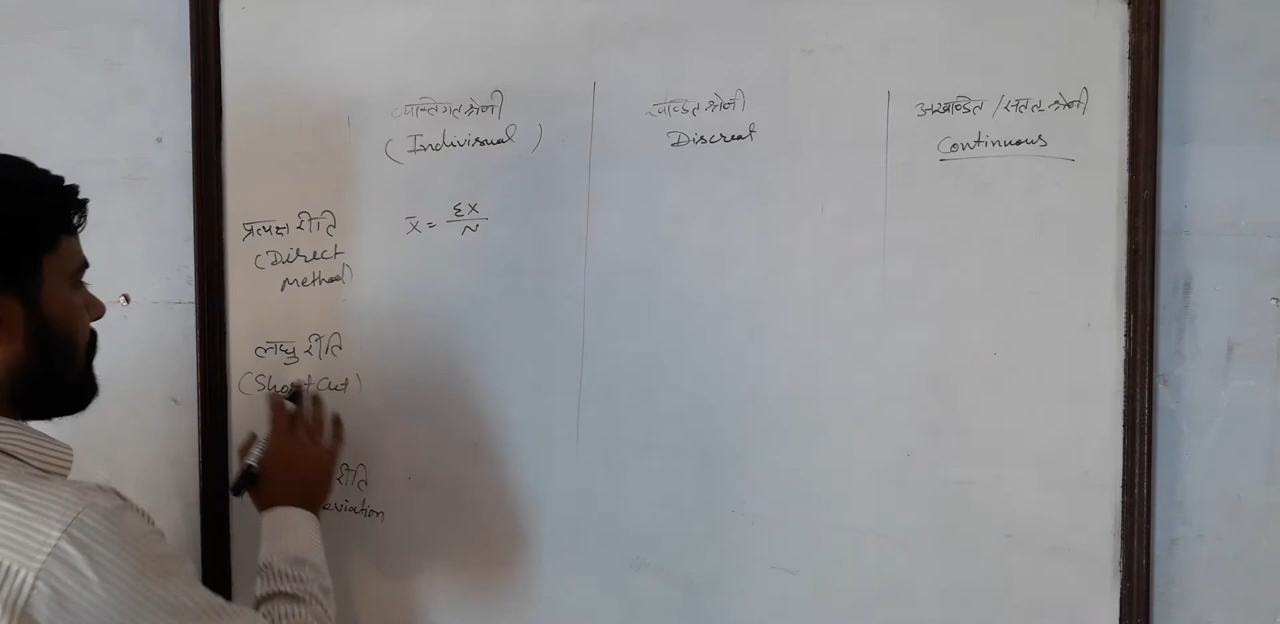 व्यक्तिगत श्रेणी
(Indivisual)
खण्डित श्रेणी
Discreat
अखण्डित / सतत श्रेणी
Continuous
प्रत्यक्ष रीति
(Direct
Method)
X̄ = ΣX/N
लघु रीति
(Short Cut)
रीति
eviation